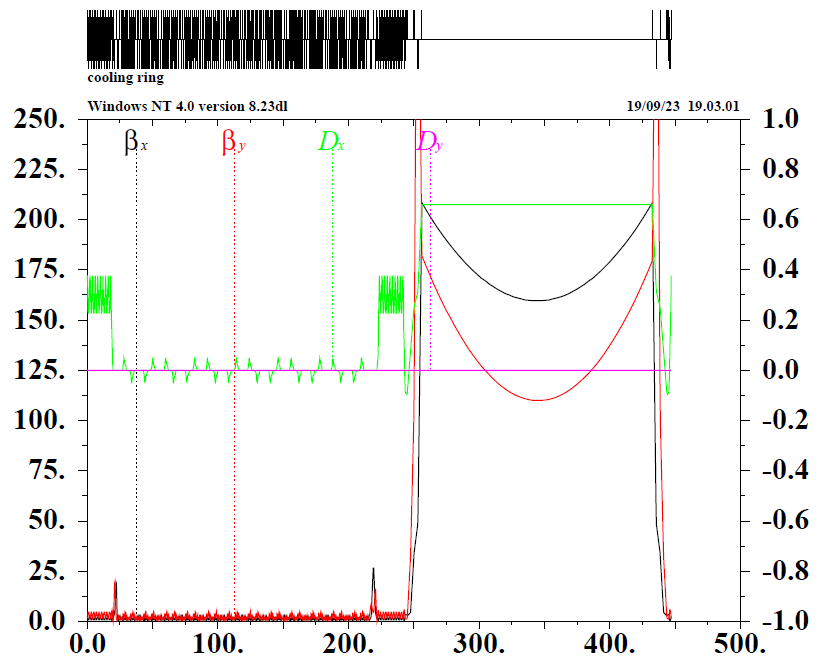 cooling ring
Windows NT 4.0 version 8.23dl 19/09/23 19.03.01
250. 1.0
βx βy Dx Dy
225. 0.8
200. 0.6
175. 0.4
150. 0.2
125. 0.0
100. -0.2
75. -0.4
50. -0.6
25. -0.8
0.0 -1.0
0.0 100. 200. 300. 400. 500.